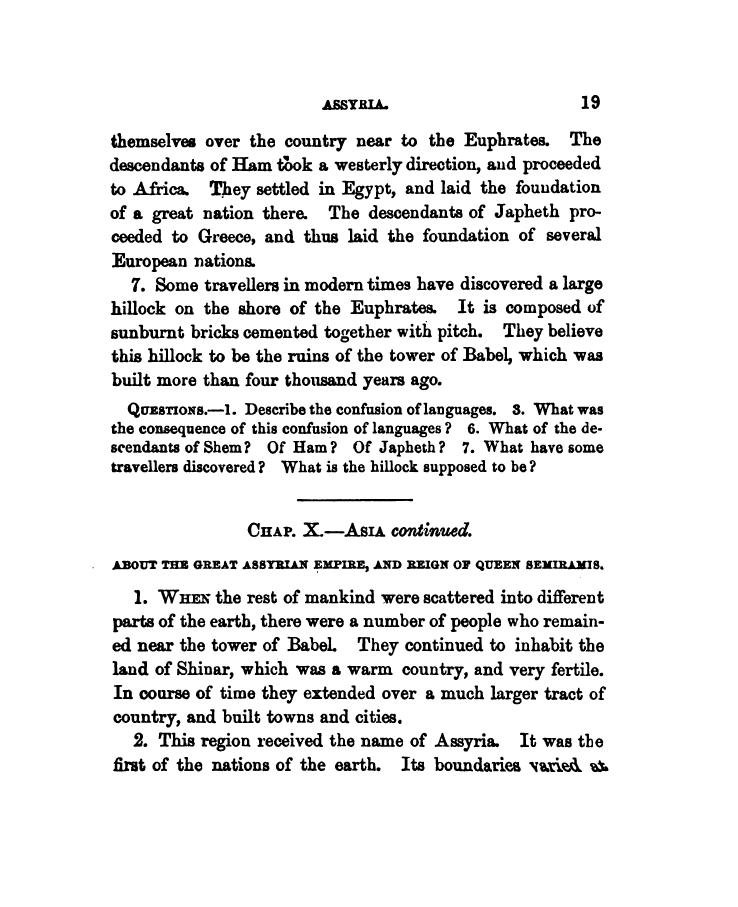 ASSYRIA. 19
themselves over the country near to the Euphrates. The
descendants of Ham took a westerly direction, and proceeded
to Africa. They settled in Egypt, and laid the foundation
of a great nation there. The descendants of Japheth pro-
ceeded to Greece, and thus laid the foundation of several
European nations.
7. Some travellers in modern times have discovered a large
hillock on the shore of the Euphrates. It is composed of
sunburnt bricks cemented together with pitch. They believe
this hillock to be the ruins of the tower of Babel, which was
built more than four thousand years ago.
QUESTIONS.—1. Describe the confusion of languages. 3. What was
the consequence of this confusion of languages? 6. What of the de-
scendants of Shem? Of Ham? Of Japheth? 7. What have some
travellers discovered? What is the hillock supposed to be?
CHAP. X.—ASIA continued.
ABOUT THE GREAT ASSYRIAN EMPIRE, AND REIGN OF QUEEN SEMIRAMIS.
1. WHEN the rest of mankind were scattered into different
parts of the earth, there were a number of people who remain-
ed near the tower of Babel. They continued to inhabit the
land of Shinar, which was a warm country, and very fertile.
In course of time they extended over a much larger tract of
country, and built towns and cities.
2. This region received the name of Assyria. It was the
first of the nations of the earth. Its boundaries varied at